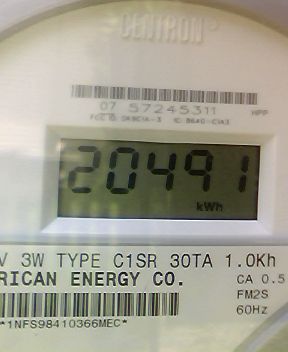 CENTRON®
07 57245311 HPP
20491
kWh
V 3W TYPE C1SR 30TA 1.0Kh
RICAN ENERGY CO. CA 0.5
FM2S
60Hz
*1NFS98410366MEC*